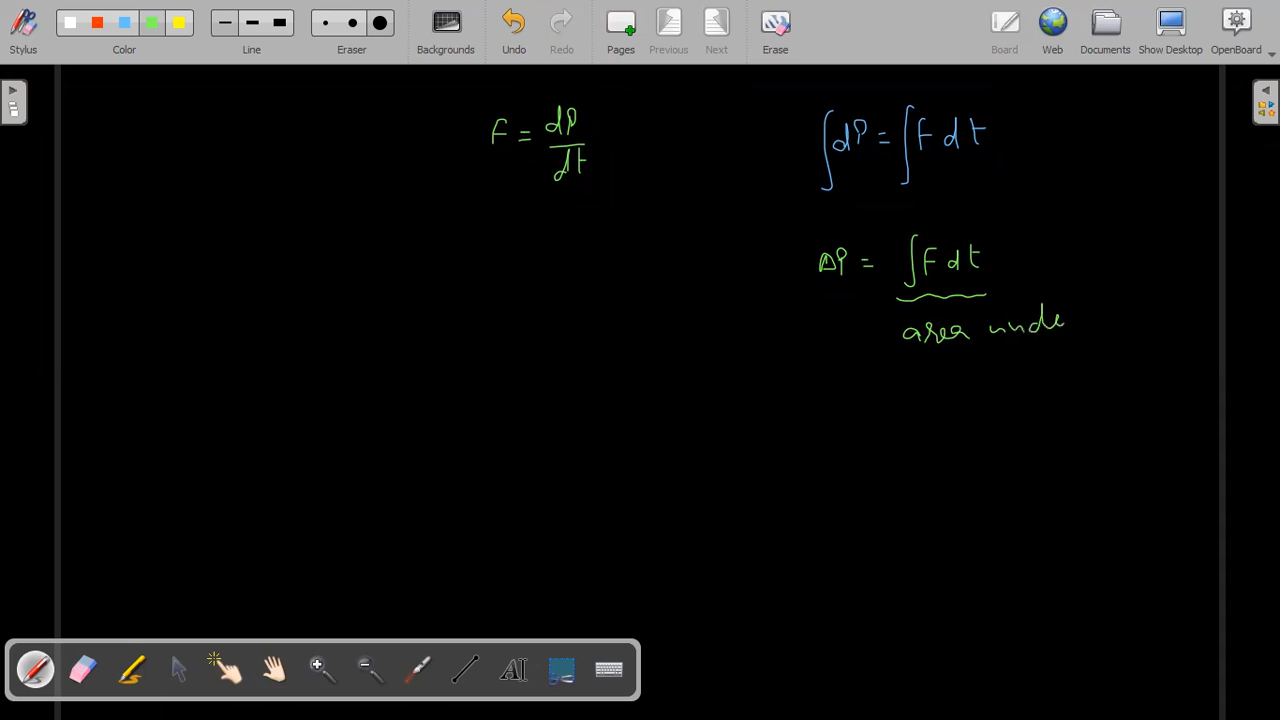 Stylus Color Line Eraser Backgrounds Undo Redo Pages Previous Next Erase Board Web Documents Show Desktop OpenBoard
F = dP/dt
∫dP = ∫F dt
ΔP = ∫F dt
area unde
AI